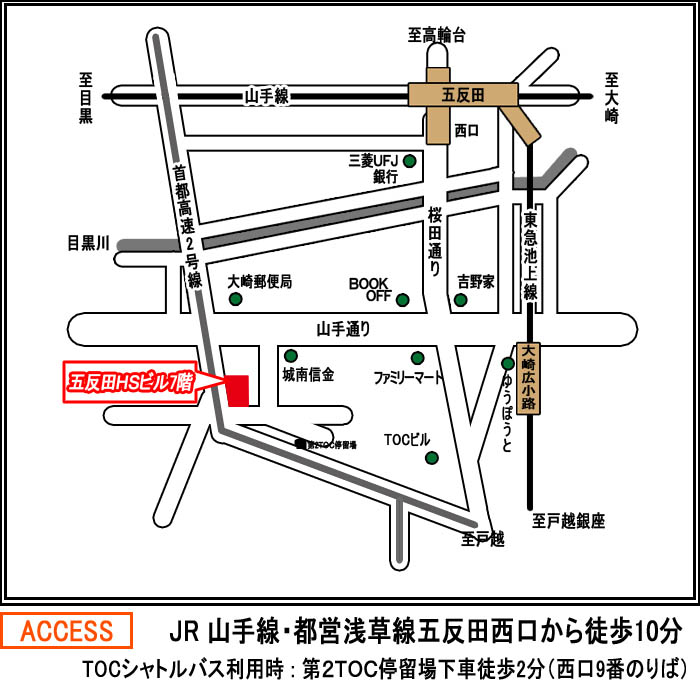 至高輪台
至目黒
山手線
五反田
至大崎
西口
三菱UFJ
銀行
首都高速2号線
桜田通り
東急池上線
目黒川
大崎郵便局
BOOK
OFF
吉野家
山手通り
五反田HSビル7階
城南信金
ファミリーマート
大崎広小路
ゆうぽうと
第2TOC停留場
TOCビル
至戸越
至戸越銀座
ACCESS
JR 山手線・都営浅草線五反田西口から徒歩10分
TOCシャトルバス利用時：第2TOC停留場下車徒歩2分（西口9番のりば）